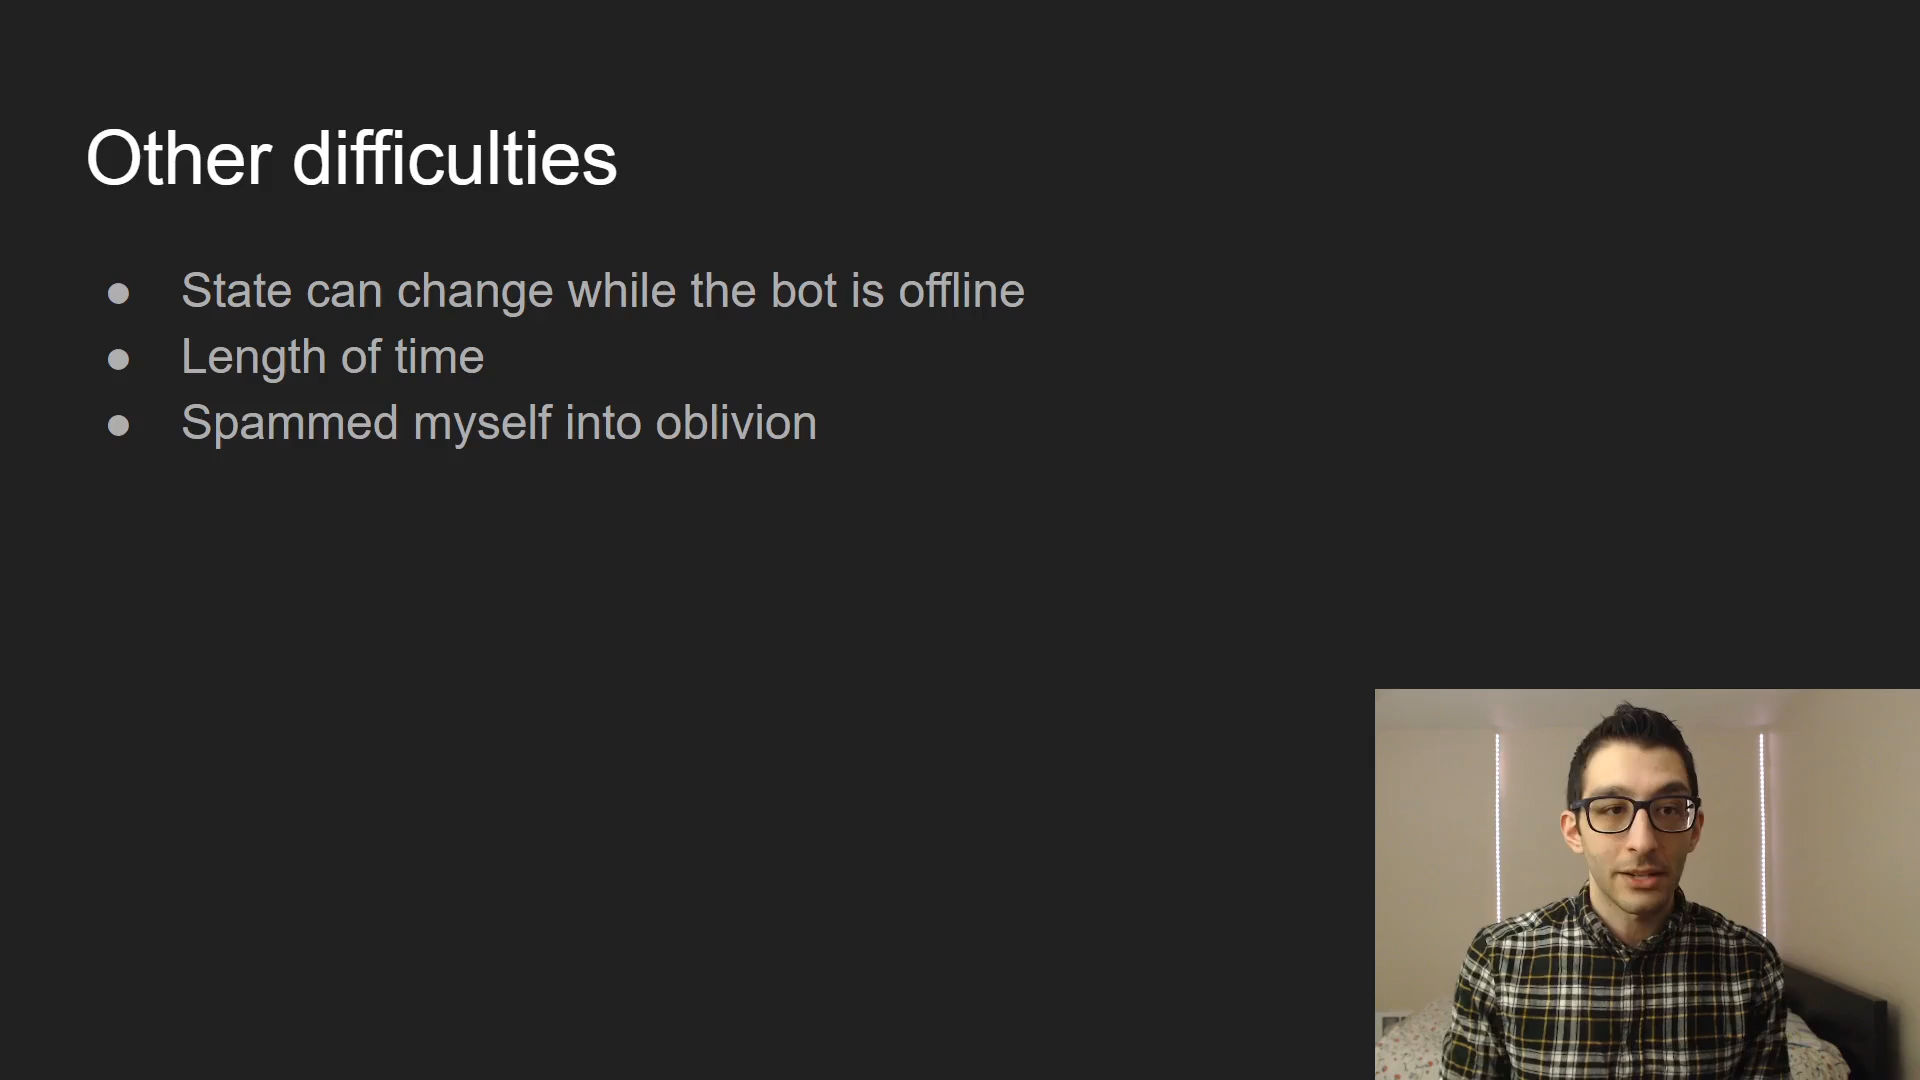 Other difficulties
● State can change while the bot is offline
● Length of time
● Spammed myself into oblivion